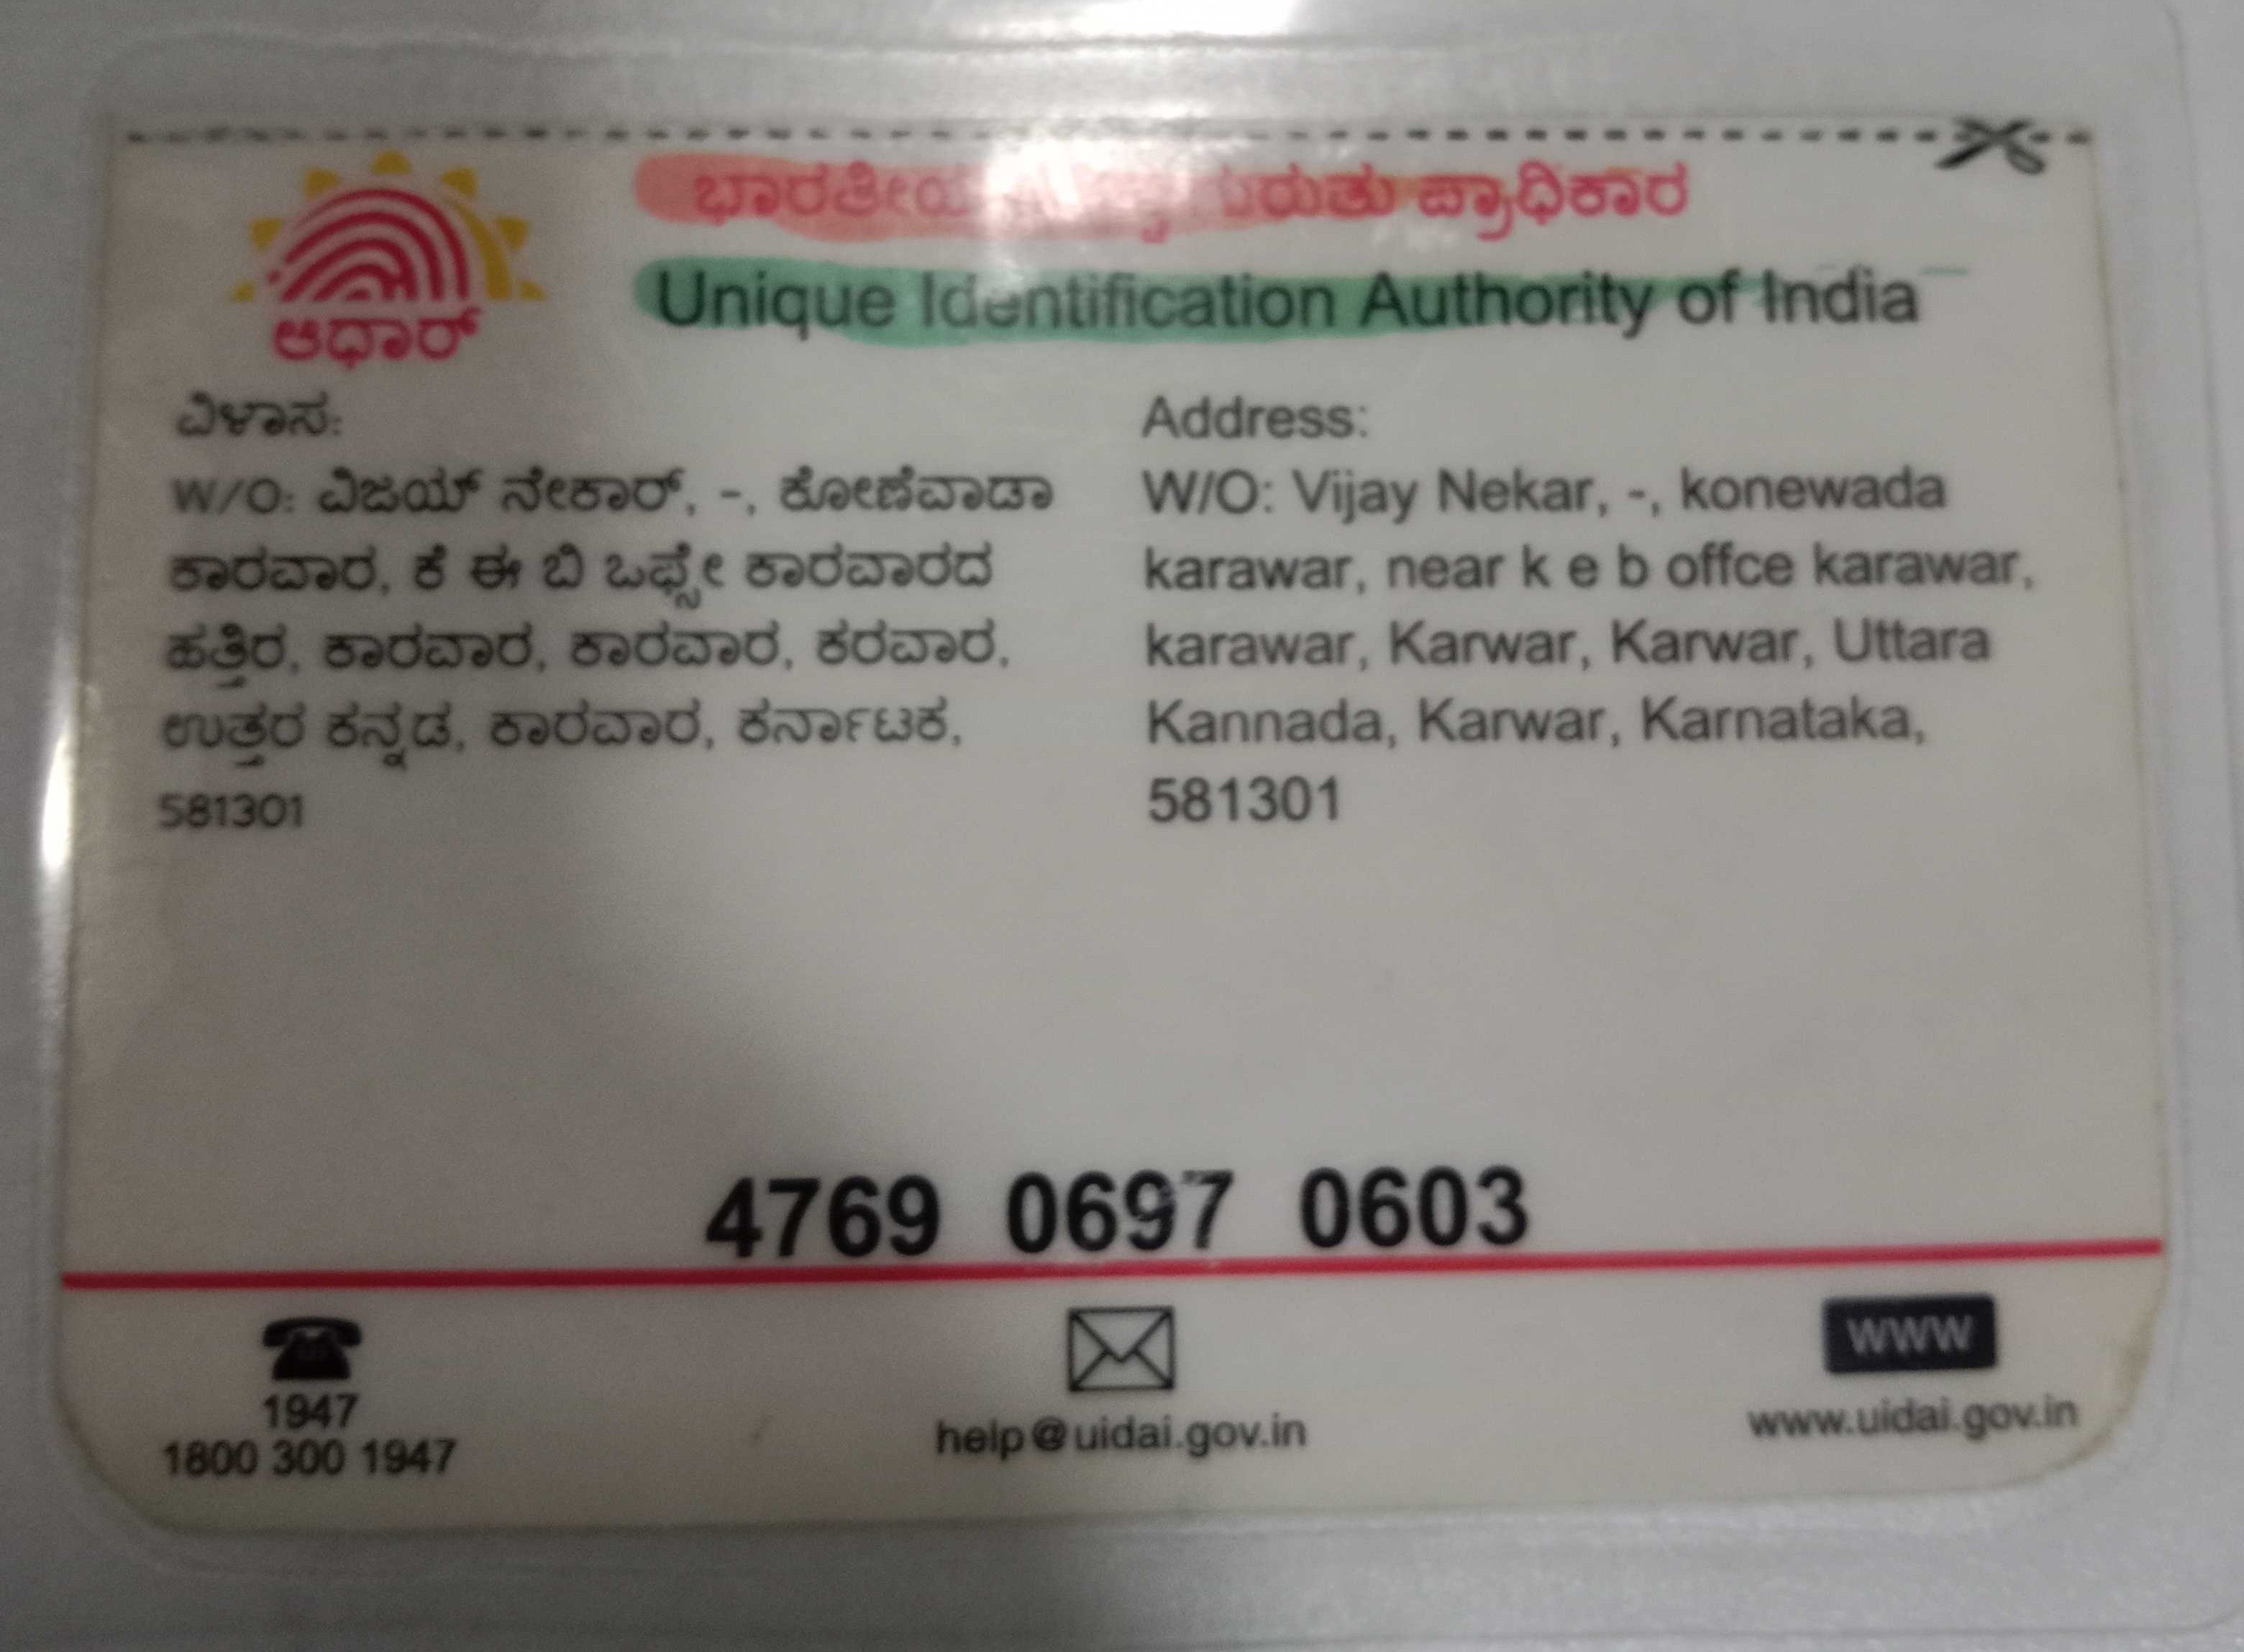 ಭಾರತೀಯ ಗುರುತು ಪ್ರಾಧಿಕಾರ
Unique Identification Authority of India
ಆಧಾರ್
ವಿಳಾಸ:
W/O: ವಿಜಯ್ ನೇಕಾರ್, -, ಕೋಣೆವಾಡಾ
ಕಾರವಾರ, ಕೆ ಈ ಬಿ ಒಫ್ಸೇ ಕಾರವಾರದ
ಹತ್ತಿರ, ಕಾರವಾರ, ಕಾರವಾರ, ಕರವಾರ,
ಉತ್ತರ ಕನ್ನಡ, ಕಾರವಾರ, ಕರ್ನಾಟಕ,
581301
Address:
W/O: Vijay Nekar, -, konewada
karawar, near k e b offce karawar,
karawar, Karwar, Karwar, Uttara
Kannada, Karwar, Karnataka,
581301
4769 0697 0603
1947
1800 300 1947
help@uidai.gov.in
WWW
www.uidai.gov.in